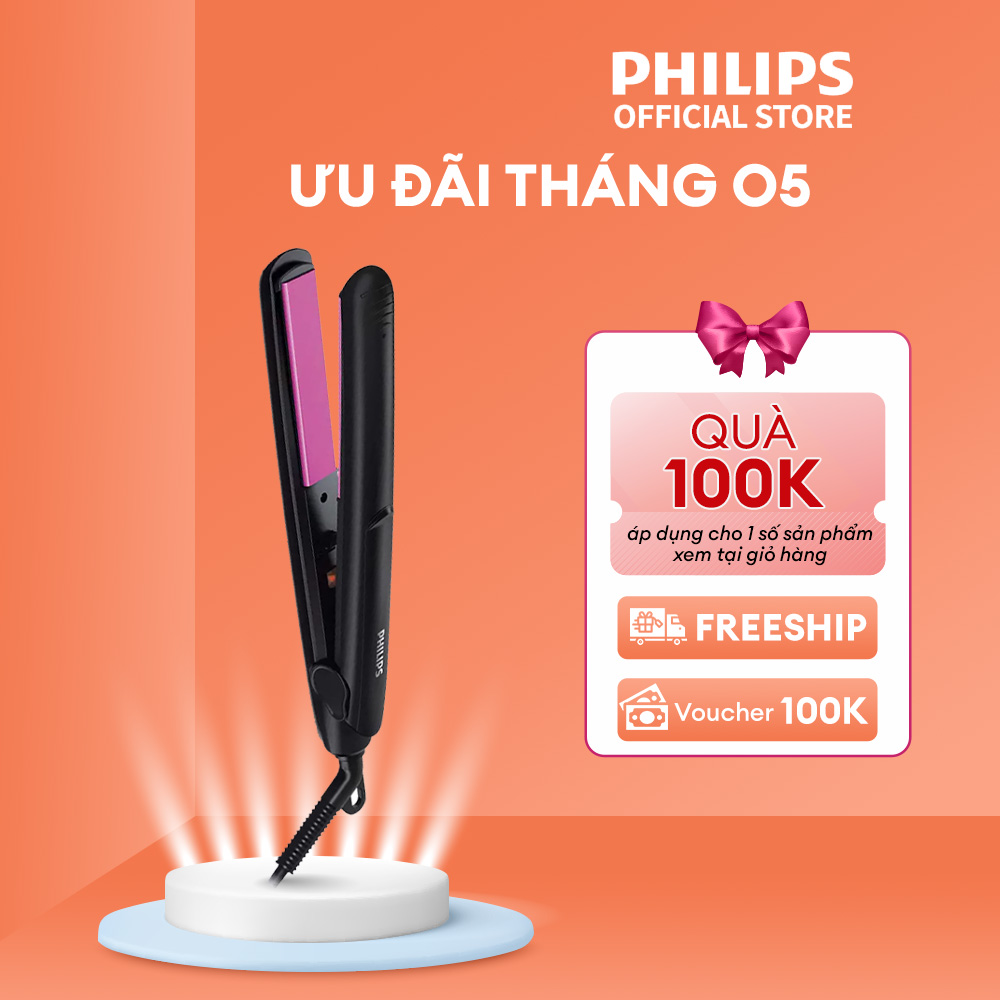 PHILIPS
OFFICIAL STORE
ƯU ĐÃI THÁNG 05
PHILIPS
QUÀ
100K
áp dụng cho 1 số sản phẩm
xem tại giỏ hàng
FREESHIP
Voucher 100K